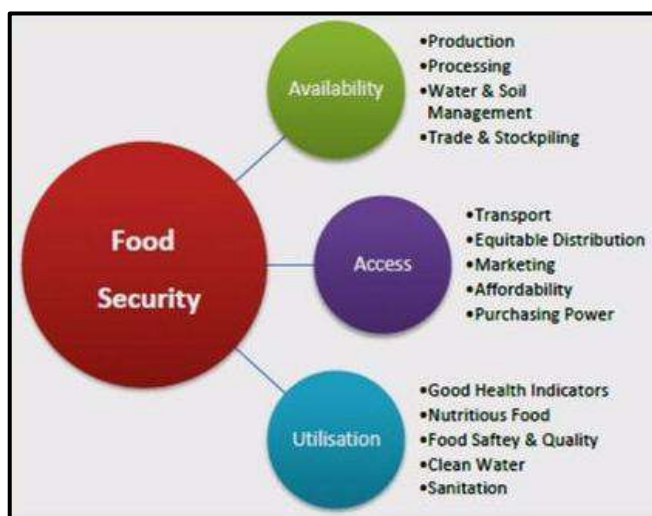 Food
Security
Availability
•Production
•Processing
•Water & Soil
Management
•Trade & Stockpiling
Access
•Transport
•Equitable Distribution
•Marketing
•Affordability
•Purchasing Power
Utilisation
•Good Health Indicators
•Nutritious Food
•Food Saftey & Quality
•Clean Water
•Sanitation